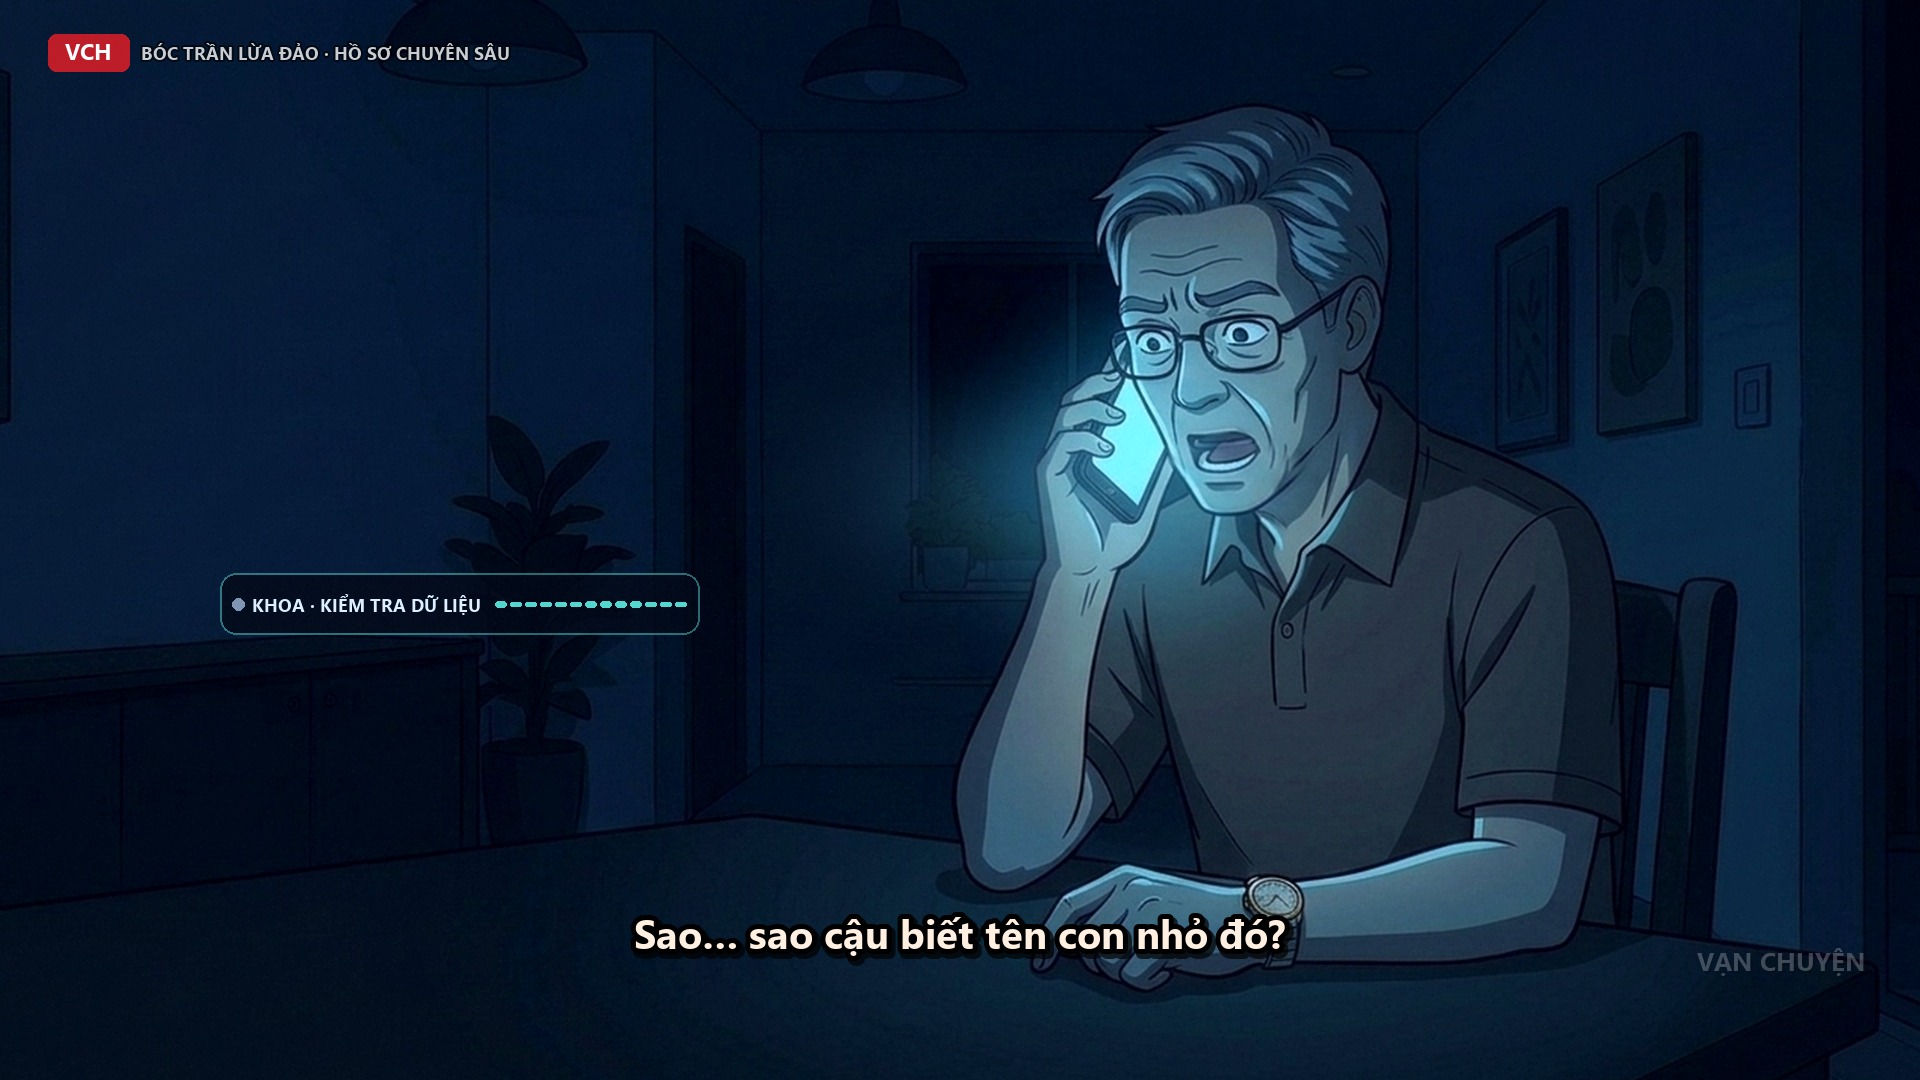 VCH BÓC TRẦN LỪA ĐẢO · HỒ SƠ CHUYÊN SÂU
KHOA · KIỂM TRA DỮ LIỆU
Sao... sao cậu biết tên con nhỏ đó?
VẠN CHUYỆN